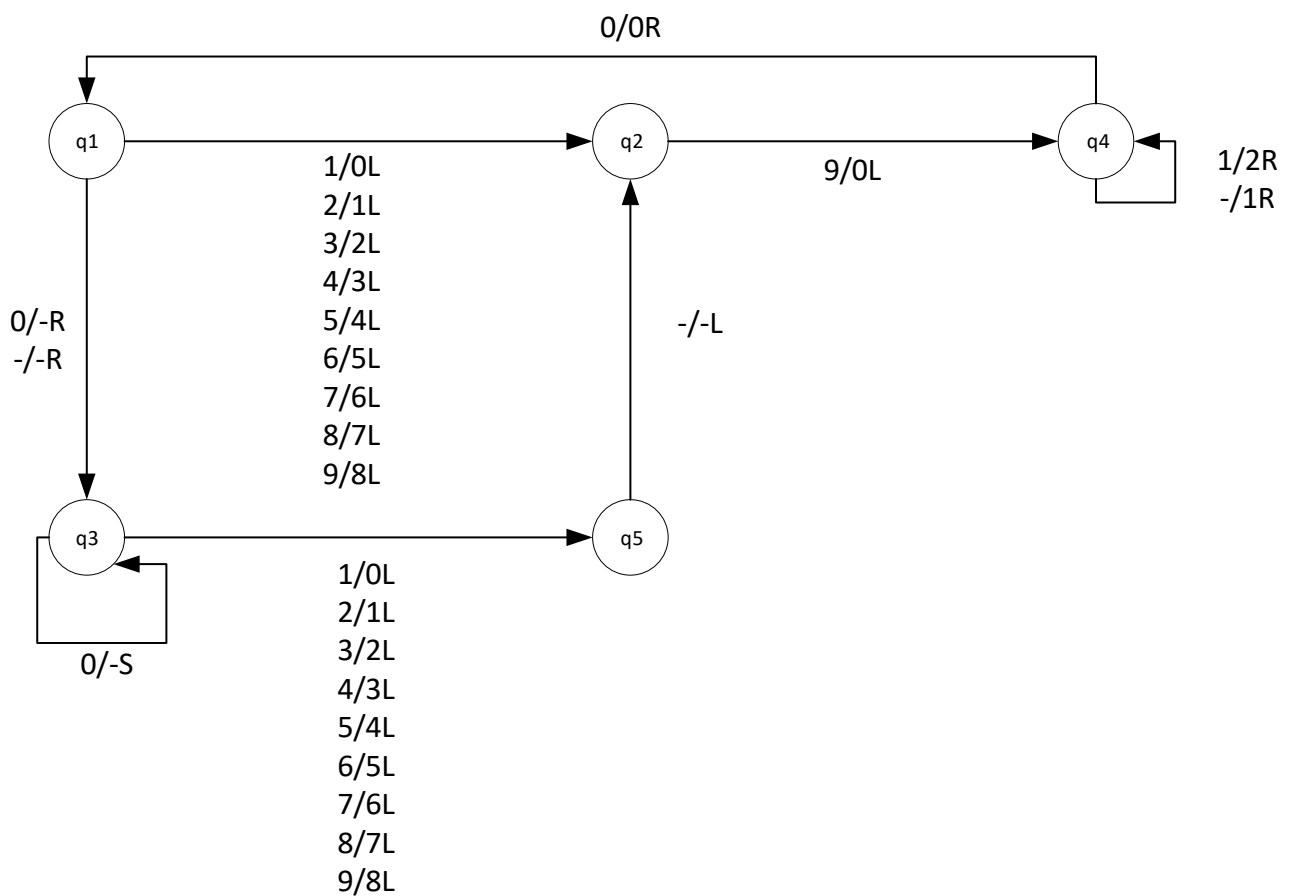 0/0R
q1
q2
q4
1/0L
2/1L
3/2L
4/3L
5/4L
6/5L
7/6L
8/7L
9/8L
9/0L
1/2R
-/1R
0/-R
-/-R
-/-L
q3
q5
0/-S
1/0L
2/1L
3/2L
4/3L
5/4L
6/5L
7/6L
8/7L
9/8L